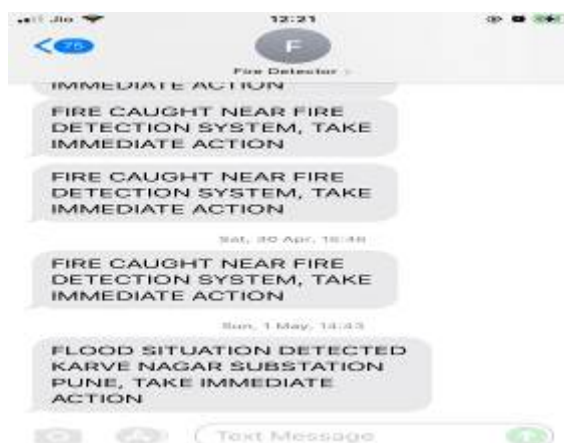 Jio
12:21
75
F
Fire Detector >
IMMEDIATE ACTION
FIRE CAUGHT NEAR FIRE
DETECTION SYSTEM, TAKE
IMMEDIATE ACTION
FIRE CAUGHT NEAR FIRE
DETECTION SYSTEM, TAKE
IMMEDIATE ACTION
Sat, 30 Apr, 16:46
FIRE CAUGHT NEAR FIRE
DETECTION SYSTEM, TAKE
IMMEDIATE ACTION
Sun, 1 May, 14:43
FLOOD SITUATION DETECTED
KARVE NAGAR SUBSTATION
PUNE, TAKE IMMEDIATE
ACTION
Text Message